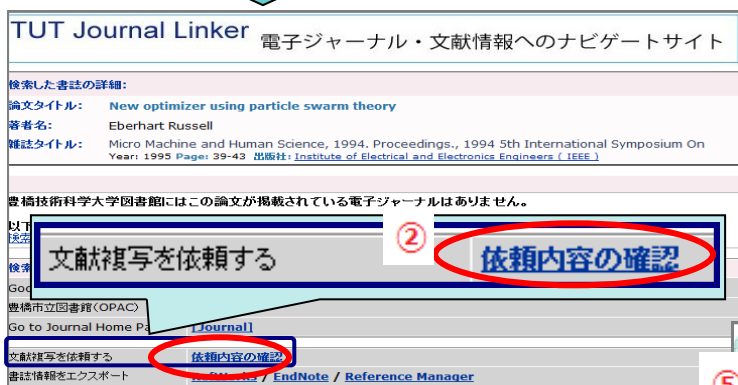 TUT Journal Linker 電子ジャーナル・文献情報へのナビゲートサイト
検索した書誌の詳細:
論文タイトル: New optimizer using particle swarm theory
著者名: Eberhart Russell
雑誌タイトル: Micro Machine and Human Science, 1994. Proceedings., 1994 5th International Symposium On
Year: 1995 Page: 39-43 出版社: Institute of Electrical and Electronics Engineers ( IEEE )
豊橋技術科学大学図書館にはこの論文が掲載されている電子ジャーナルはありません。
以下
文献複写を依頼する ② 依頼内容の確認
検索
Goo
豊橋市立図書館(OPAC)
Go to Journal Home Pa [Journal]
文献複写を依頼する 依頼内容の確認
書誌情報をエクスポート RefWorks / EndNote / Reference Manager
⑤